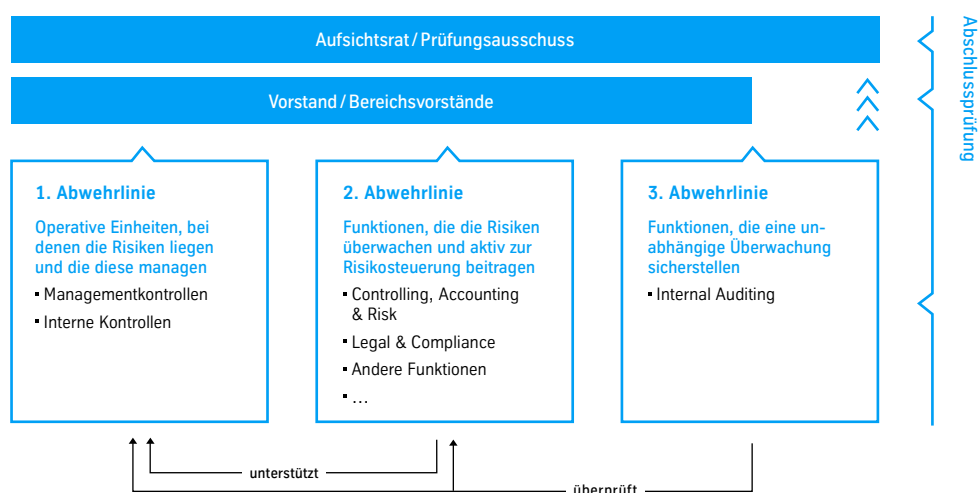 Aufsichtsrat / Prüfungsausschuss
Vorstand / Bereichsvorstände
Abschlussprüfung
1. Abwehrlinie
Operative Einheiten, bei
denen die Risiken liegen
und die diese managen
▪ Managementkontrollen
▪ Interne Kontrollen
2. Abwehrlinie
Funktionen, die die Risiken
überwachen und aktiv zur
Risikosteuerung beitragen
▪ Controlling, Accounting
& Risk
▪ Legal & Compliance
▪ Andere Funktionen
▪ …
3. Abwehrlinie
Funktionen, die eine un-
abhängige Überwachung
sicherstellen
▪ Internal Auditing
unterstützt
überprüft